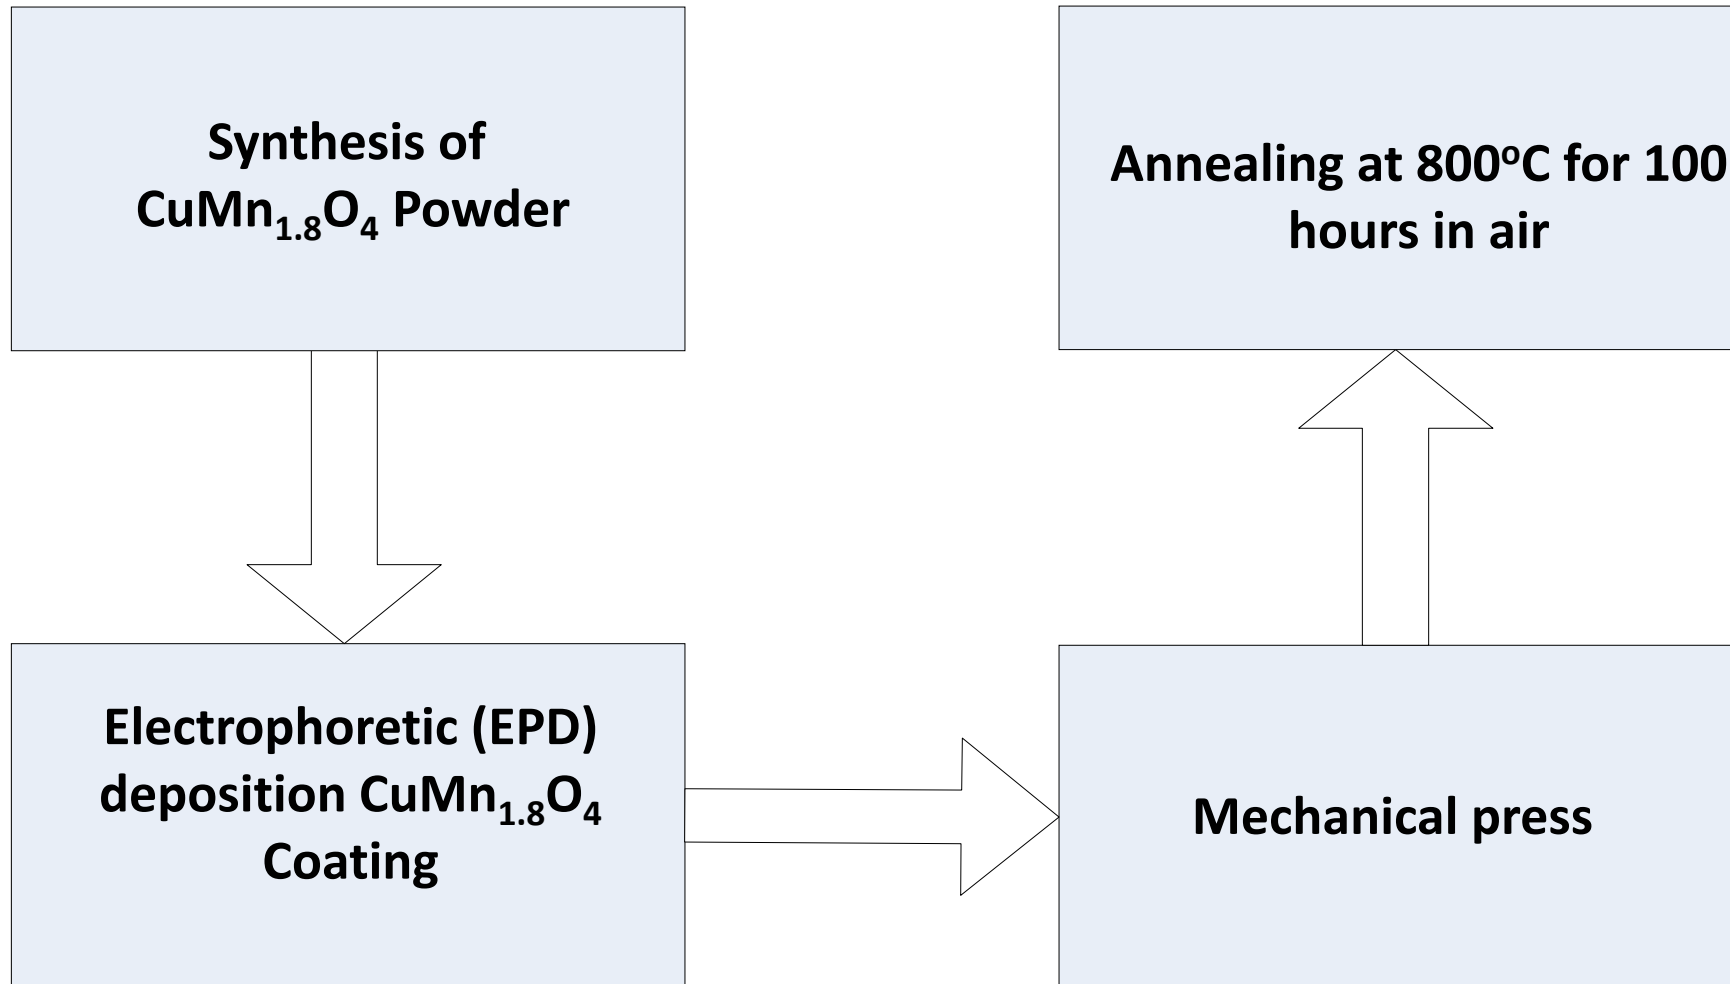 Synthesis of
CuMn₁.₈O₄ Powder
Electrophoretic (EPD)
deposition CuMn₁.₈O₄
Coating
Mechanical press
Annealing at 800°C for 100
hours in air